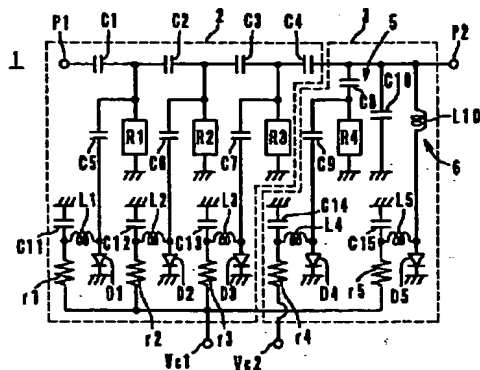 C1 C2 C3 2 C4 3
P1 5 P2
1
C8 C10
L10
R1 R2 R3 R4
C5 C6 C7 C9 6
L1 L2 L3 C14 L5
C11 C12 C13 L4 C15
r1 D1 D2 D3 D4 r5 D5
r2 r3 r4
Vc1 Vc2